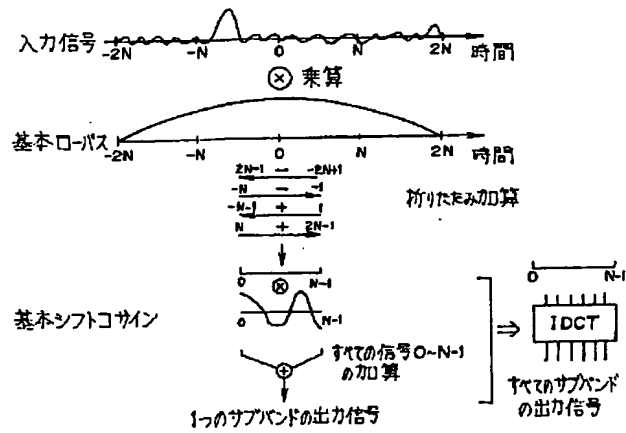 入力信号
-2N -N 0 N 2N 時間
乗算
基本ローパス
-2N -N 0 N 2N 時間
2N-1 - -2N+1
-N - -1
-N-1 + 1
N + 2N-1
折りたたみ加算
0 N-1
基本シフトコサイン
0 N-1
すべての信号0~N-1
の加算
1つのサブバンドの出力信号
0 N-1
IDCT
すべてのサブバンド
の出力信号